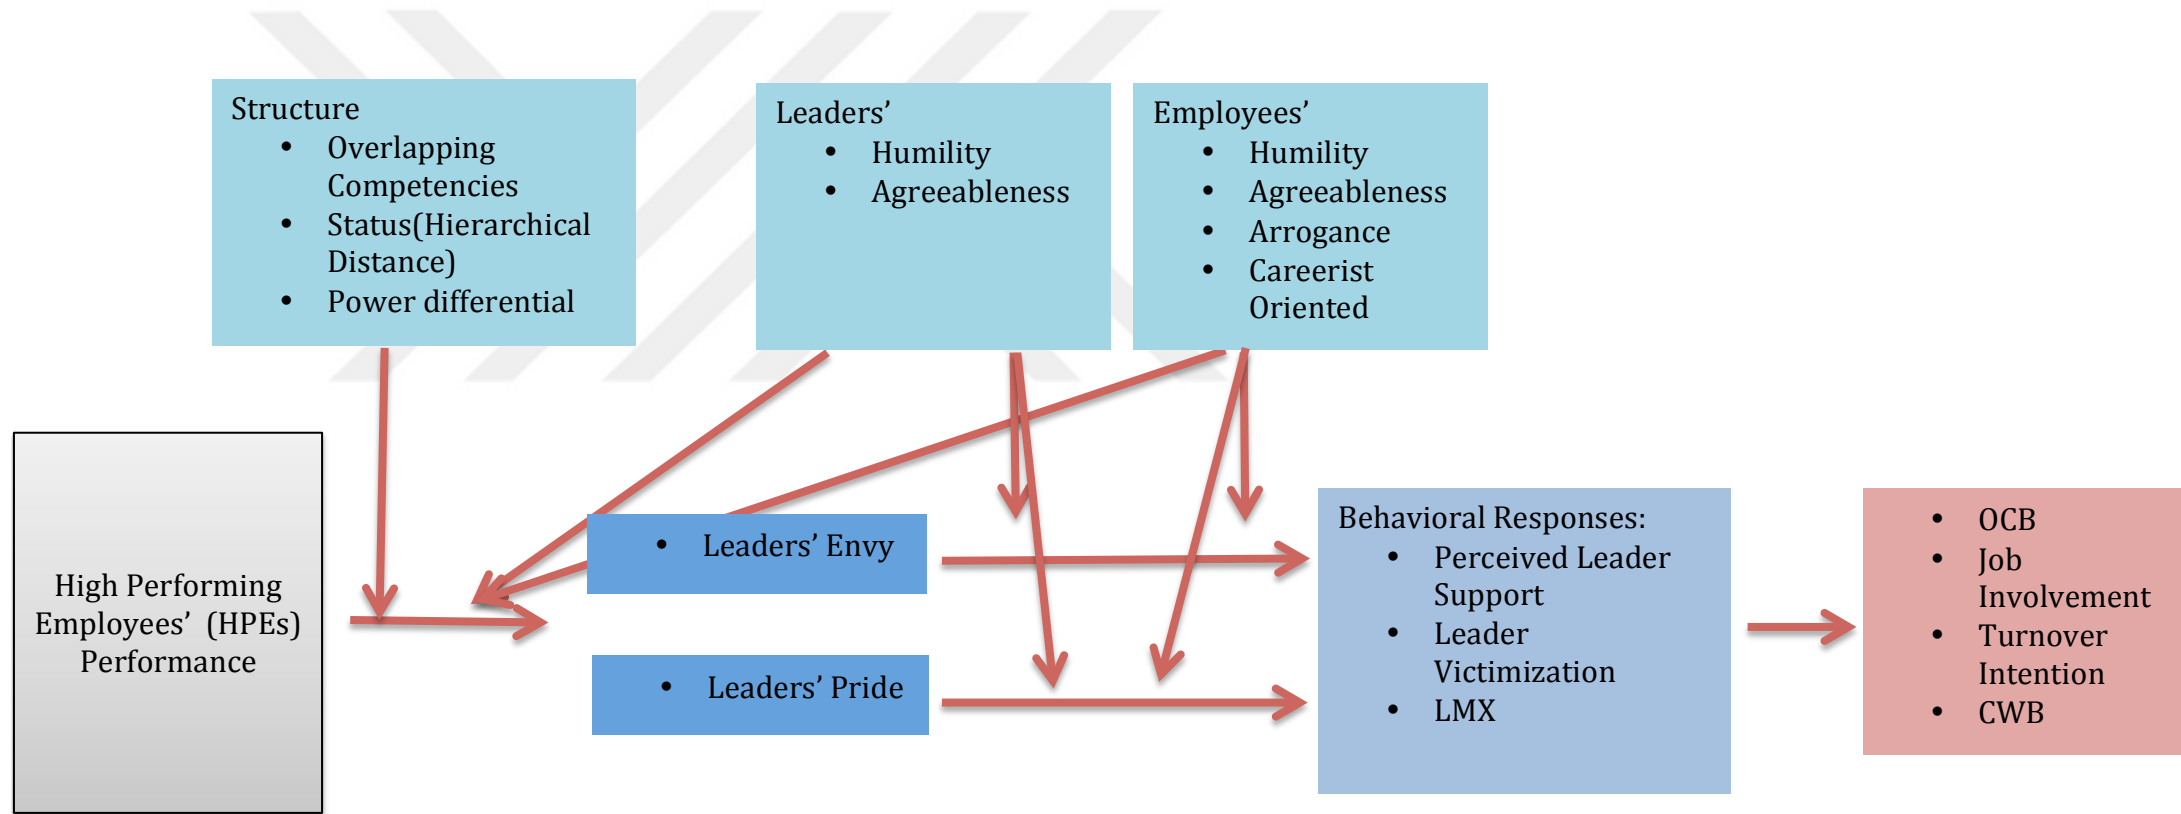 Structure
• Overlapping
Competencies
• Status(Hierarchical
Distance)
• Power differential
Leaders’
• Humility
• Agreeableness
Employees’
• Humility
• Agreeableness
• Arrogance
• Careerist
Oriented
High Performing
Employees’ (HPEs)
Performance
• Leaders’ Envy
• Leaders’ Pride
Behavioral Responses:
• Perceived Leader
Support
• Leader
Victimization
• LMX
• OCB
• Job
Involvement
• Turnover
Intention
• CWB